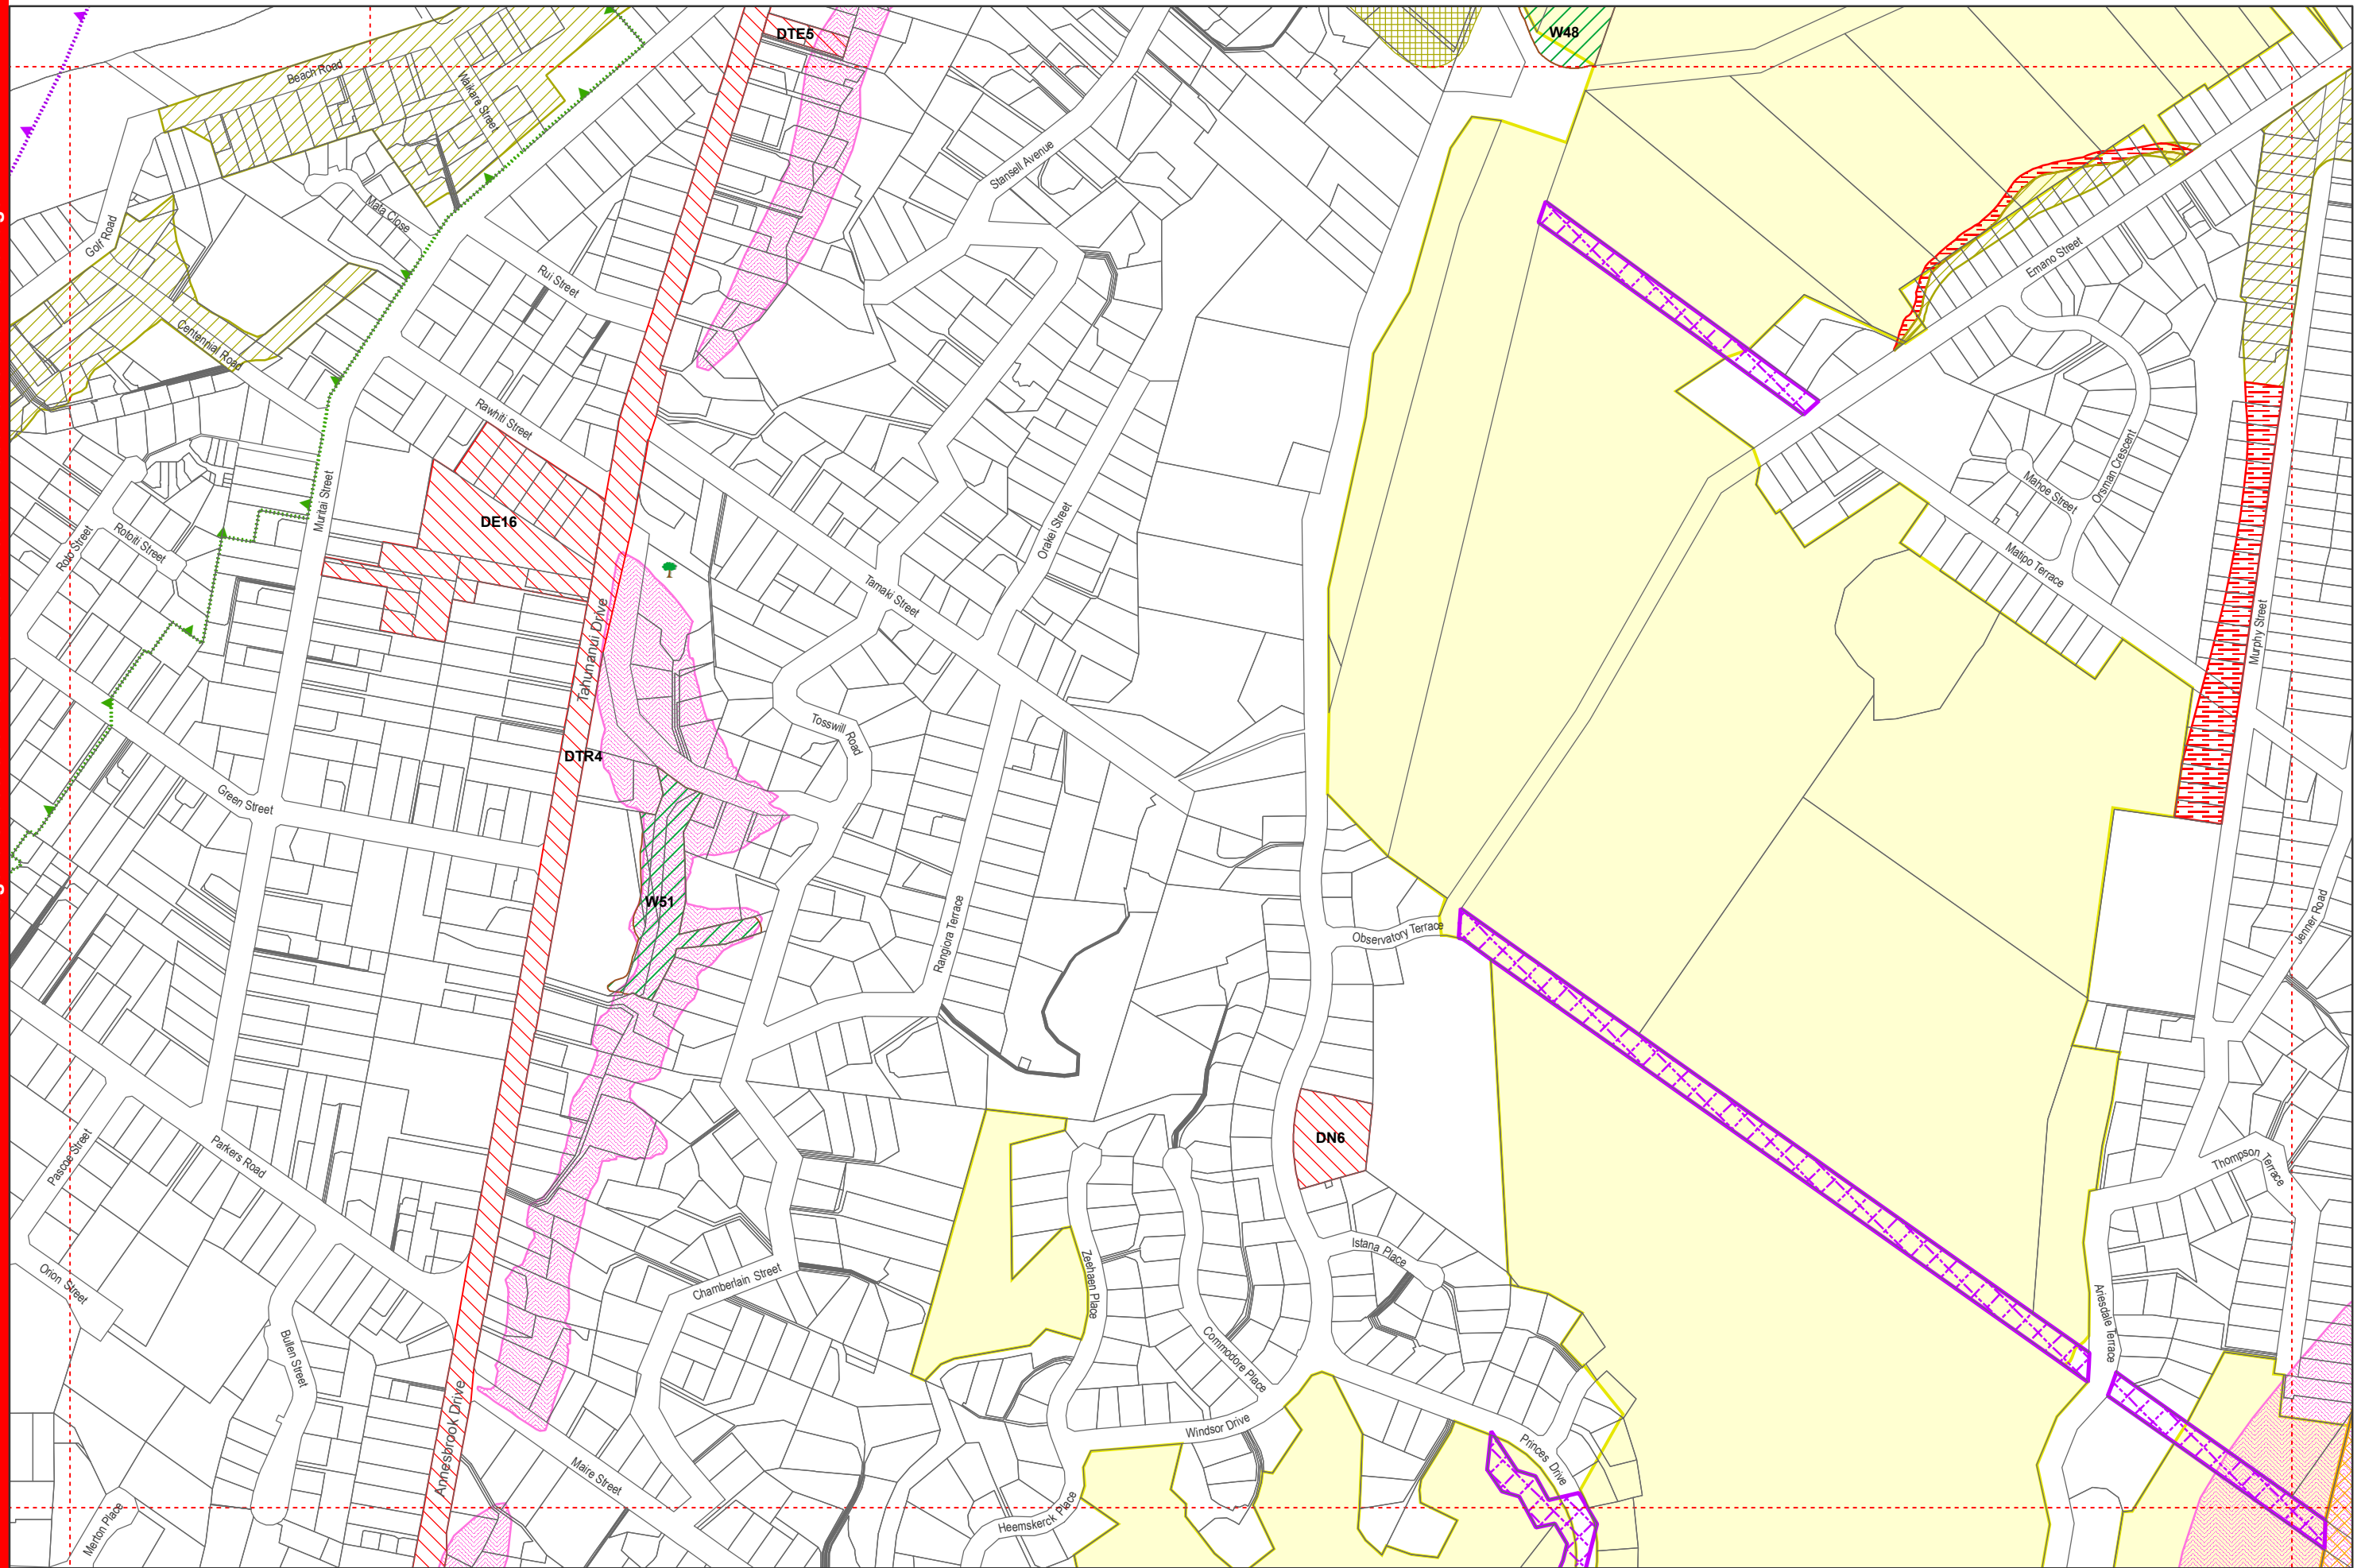 DTE5
W48
Beach Road
Waikare Street
Stansell Avenue
Golf Road
Maia Close
Rui Street
Emano Street
Centennial Road
Rawhiti Street
Muritai Street
DE16
Orakei Street
Orsman Crescent
Mahoe Street
Roto Street
Rotoiti Street
Tamaki Street
Matipo Terrace
Tahunanui Drive
Murphy Street
Tosswill Road
DTR4
Green Street
W51
Rangiora Terrace
Observatory Terrace
Jenner Road
DN6
Pascoe Street
Parkers Road
Thompson Terrace
Istana Place
Zeehaen Place
Orion Street
Chamberlain Street
Bullen Street
Commodore Place
Ariesdale Terrace
Annesbrook Drive
Windsor Drive
Princes Drive
Maire Street
Merton Place
Heemskerck Place